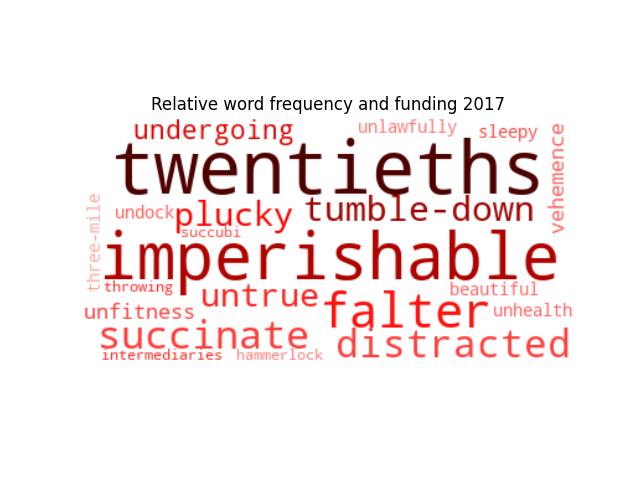 Relative word frequency and funding 2017
undergoing
unlawfully
sleepy
vehemence
twentieths
three-mile
undock
plucky
tumble-down
succubi
imperishable
throwing
untrue
beautiful
unfitness
falter
unhealth
succinate
distracted
intermediaries
hammerlock